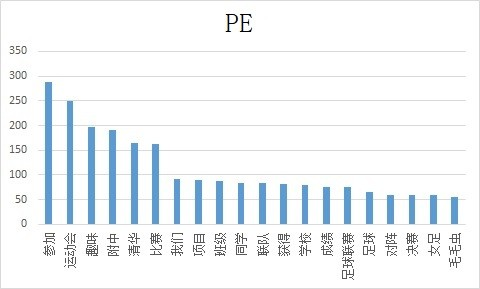 PE
350
300
250
200
150
100
50
0
参加
运动会
趣味
附中
清华
比赛
我们
项目
班级
同学
联队
获得
学校
成绩
足球联赛
足球
对阵
决赛
女足
毛毛虫